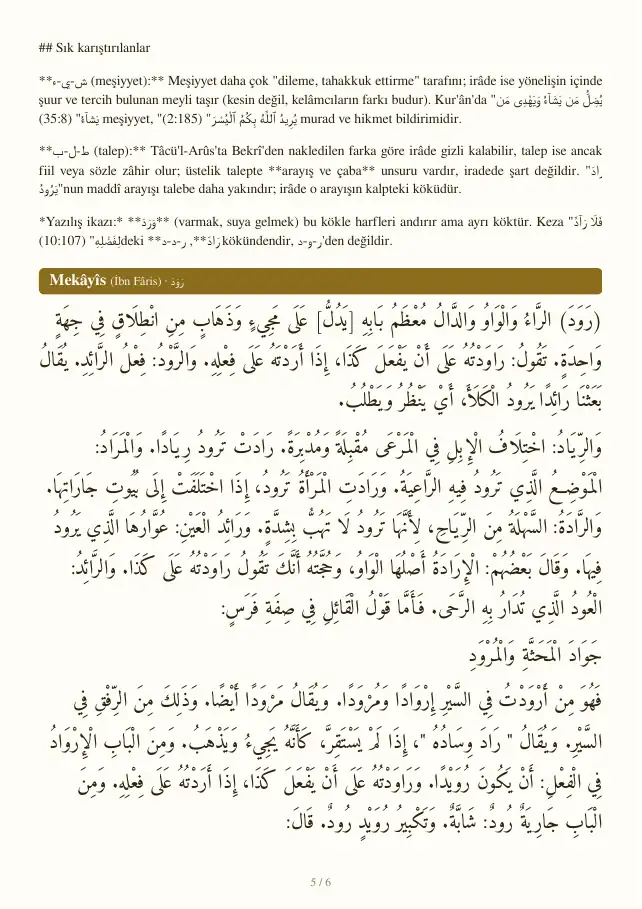 ## Sık karıştırılanlar
**ش-ي-ء (meşiyyet):** Meşiyyet daha çok "dileme, tahakkuk ettirme" tarafını; irâde ise yönelişin içinde
şuur ve tercih bulunan meyli taşır (kesin değil, kelâmcıların farkı budur). Kur'ân'da "يُضِلُّ مَن يَشَآءُ وَيَهْدِى مَن
يَشَآءُ" (35:8) meşiyyet, "يُرِيدُ ٱللَّهُ بِكُمُ ٱلْيُسْرَ" (2:185) murad ve hikmet bildirimidir.
**ط-ل-ب (talep):** Tâcü'l-Arûs'ta Bekrî'den nakledilen farka göre irâde gizli kalabilir, talep ise ancak
fiil veya sözle zâhir olur; üstelik talepte **arayış ve çaba** unsuru vardır, iradede şart değildir. "رَادَ
يَرُودُ"nun maddî arayışı talebe daha yakındır; irâde o arayışın kalpteki köküdür.
*Yazılış ikazı:* **وَرَدَ** (varmak, suya gelmek) bu kökle harfleri andırır ama ayrı köktür. Keza "فَلَا رَآدَّ
لِفَضْلِهِ" (10:107)deki **رَادّ**, ر-د-د kökündendir, ر-و-د'den değildir.
Mekâyîs (İbn Fâris) · رَوَدَ
(رَوَدَ) الرَّاءُ وَالْوَاوُ وَالدَّالُ مُعْظَمُ بَابِهِ [يَدُلُّ] عَلَى مَجِيءٍ وَذَهَابٍ مِنِ انْطِلَاقٍ فِي جِهَةٍ
وَاحِدَةٍ. تَقُولُ: رَاوَدْتُهُ عَلَى أَنْ يَفْعَلَ كَذَا، إِذَا أَرَدْتَهُ عَلَى فِعْلِهِ. وَالرَّوْدُ: فِعْلُ الرَّائِدِ. يُقَالُ
بَعَثْنَا رَائِدًا يَرُودُ الْكَلَأَ، أَيْ يَنْظُرُ وَيَطْلُبُ.
وَالرِّيَادُ: اخْتِلَافُ الْإِبِلِ فِي الْمَرْعَى مُقْبِلَةً وَمُدْبِرَةً. رَادَتْ تَرُودُ رِيَادًا. وَالْمَرَادُ:
الْمَوْضِعُ الَّذِي تَرُودُ فِيهِ الرَّاعِيَةُ. وَرَادَتِ الْمَرْأَةُ تَرُودُ، إِذَا اخْتَلَفَتْ إِلَى بُيُوتِ جَارَاتِهَا.
وَالرَّادَةُ: السَّهْلَةُ مِنَ الرِّيَاحِ، لِأَنَّهَا تَرُودُ لَا تَهُبُّ بِشِدَّةٍ. وَرَائِدُ الْعَيْنِ: عُوَّارُهَا الَّذِي يَرُودُ
فِيهَا. وَقَالَ بَعْضُهُمْ: الْإِرَادَةُ أَصْلُهَا الْوَاوُ، وَحُجَّتُهُ أَنَّكَ تَقُولُ رَاوَدْتُهُ عَلَى كَذَا. وَالرَّائِدُ:
الْعُودُ الَّذِي تُدَارُ بِهِ الرَّحَى. فَأَمَّا قَوْلُ الْقَائِلِ فِي صِفَةِ فَرَسٍ:
جَوَادَ الْمَحَثَّةِ وَالْمُرْوَدِ
فَهُوَ مِنْ أَرْوَدْتُ فِي السَّيْرِ إِرْوَادًا وَمُرْوَدًا. وَيُقَالُ مَرْوَدًا أَيْضًا. وَذَلِكَ مِنَ الرِّفْقِ فِي
السَّيْرِ. وَيُقَالُ " رَادَ وِسَادُهُ "، إِذَا لَمْ يَسْتَقِرَّ، كَأَنَّهُ يَجِيءُ وَيَذْهَبُ. وَمِنَ الْبَابِ الْإِرْوَادُ
فِي الْفِعْلِ: أَنْ يَكُونَ رُوَيْدًا. وَرَاوَدْتُهُ عَلَى أَنْ يَفْعَلَ كَذَا، إِذَا أَرَدْتَهُ عَلَى فِعْلِهِ. وَمِنَ
الْبَابِ جَارِيَةٌ رُودٌ: شَابَّةٌ. وَتَكْبِيرُ رُوَيْدٍ رُودٌ. قَالَ:
5 / 6